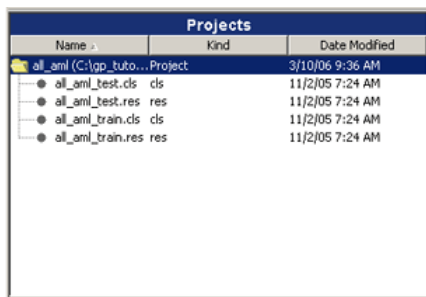 Projects
Name Kind Date Modified
all_aml (C:\gp_tuto... Project 3/10/06 9:36 AM
all_aml_test.cls cls 11/2/05 7:24 AM
all_aml_test.res res 11/2/05 7:24 AM
all_aml_train.cls cls 11/2/05 7:24 AM
all_aml_train.res res 11/2/05 7:24 AM